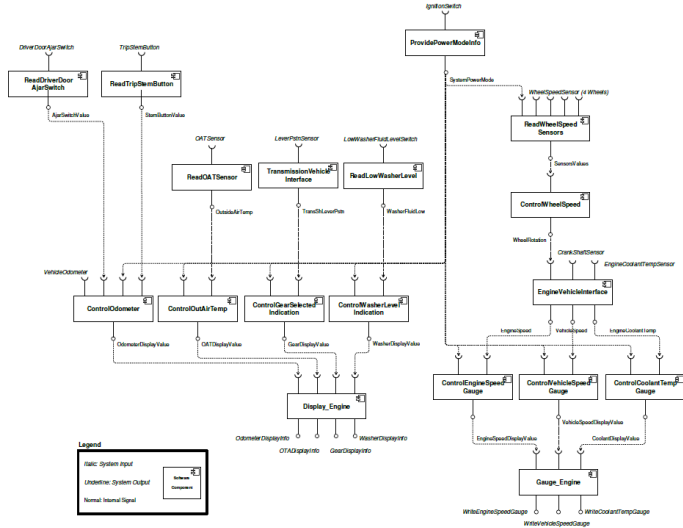 IgnitionSwitch
ProvidePowerModeInfo
SystemPowerMode
DriverDoorAjarSwitch
TripStemButton
ReadDriverDoor
AjarSwitch
ReadTripStemButton
AjarSwitchValue
StemButtonValue
WheelSpeedSensor (4 Wheels)
ReadWheelSpeed
Sensors
SensorsValues
OATSensor
LeverPstnSensor
LowWasherFluidLevelSwitch
ReadOATSensor
TransmissionVehicle
Interface
ReadLowWasherLevel
OutsideAirTemp
TransShLeverPstn
WasherFluidLow
ControlWheelSpeed
WheelRotation
CrankShaftSensor
EngineCoolantTempSensor
VehicleOdometer
EngineVehicleInterface
ControlOdometer
ControlOutAirTemp
ControlGearSelected
Indication
ControlWasherLevel
Indication
EngineSpeed
VehicleSpeed
EngineCoolantTemp
OdometerDisplayValue
OATDisplayValue
GearDisplayValue
WasherDisplayValue
ControlEngineSpeed
Gauge
ControlVehicleSpeed
Gauge
ControlCoolantTemp
Gauge
Display_Engine
VehicleSpeedDisplayValue
EngineSpeedDisplayValue
CoolantDisplayValue
OdometerDisplayInfo
WasherDisplayInfo
OTADisplayInfo
GearDisplayInfo
Gauge_Engine
WriteEngineSpeedGauge
WriteCoolantTempGauge
WriteVehicleSpeedGauge
Legend
Italic: System Input
Underline: System Output
Normal: Internal Signal
Software
Component